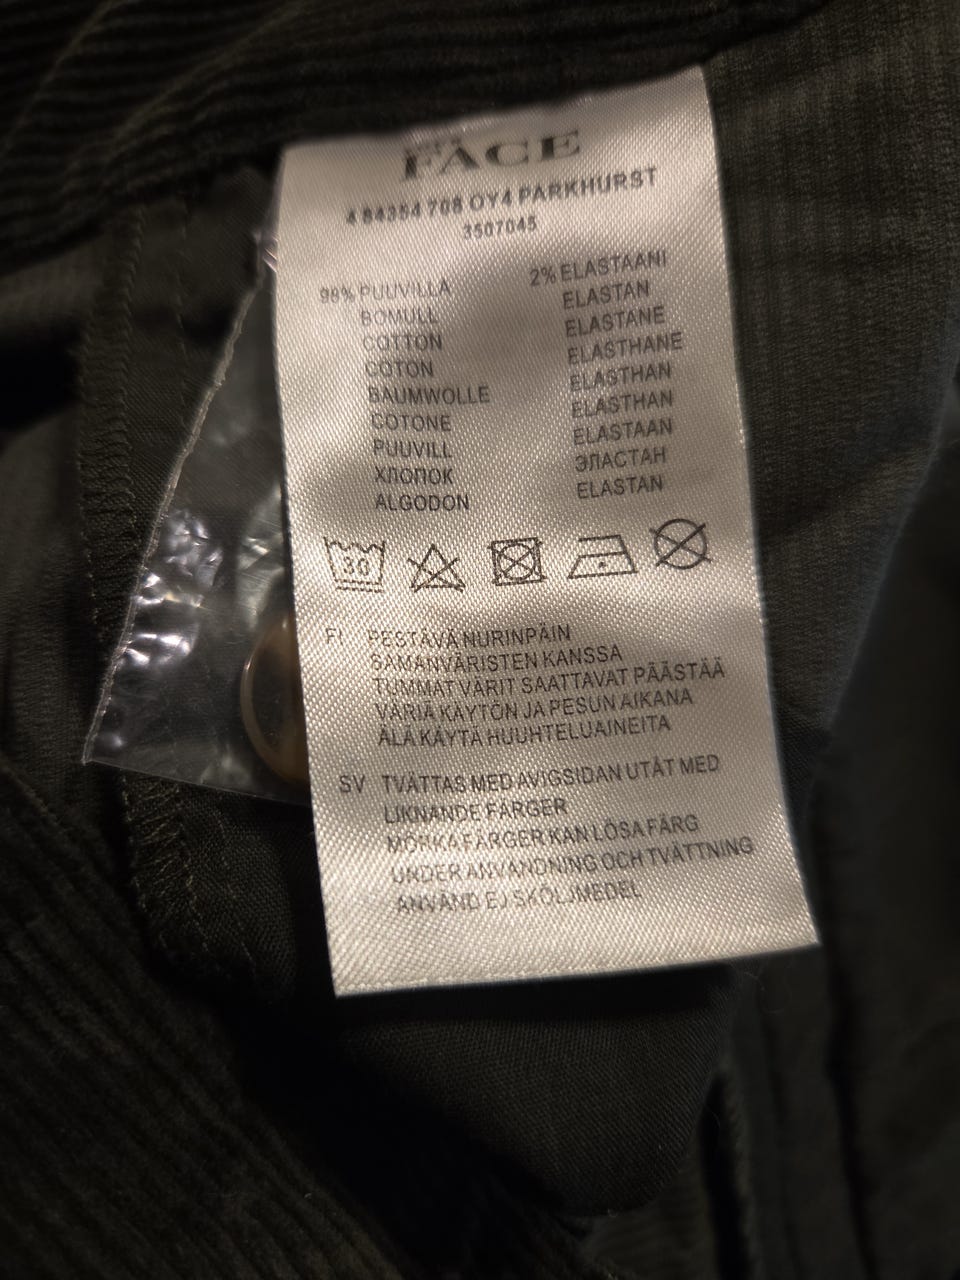 FACE
4 84354 708 OY4 PARKHURST
3507045
98% PUUVILLA
BOMULL
COTTON
COTON
BAUMWOLLE
COTONE
PUUVILL
ХЛОПОК
ALGODON
2% ELASTAANI
ELASTAN
ELASTANE
ELASTHANE
ELASTHAN
ELASTHAN
ELASTAAN
ЭЛАСТАН
ELASTAN
30
FI PESTÄVÄ NURINPÄIN
SAMANVÄRISTEN KANSSA
TUMMAT VÄRIT SAATTAVAT PÄÄSTÄÄ
VÄRIÄ KÄYTÖN JA PESUN AIKANA
ÄLÄ KÄYTÄ HUUHTELUAINEITA
SV TVÄTTAS MED AVIGSIDAN UTÅT MED
LIKNANDE FÄRGER
MÖRKA FÄRGER KAN LÖSA FÄRG
UNDER ANVÄNDNING OCH TVÄTTNING
ANVÄND EJ SKÖLJMEDEL